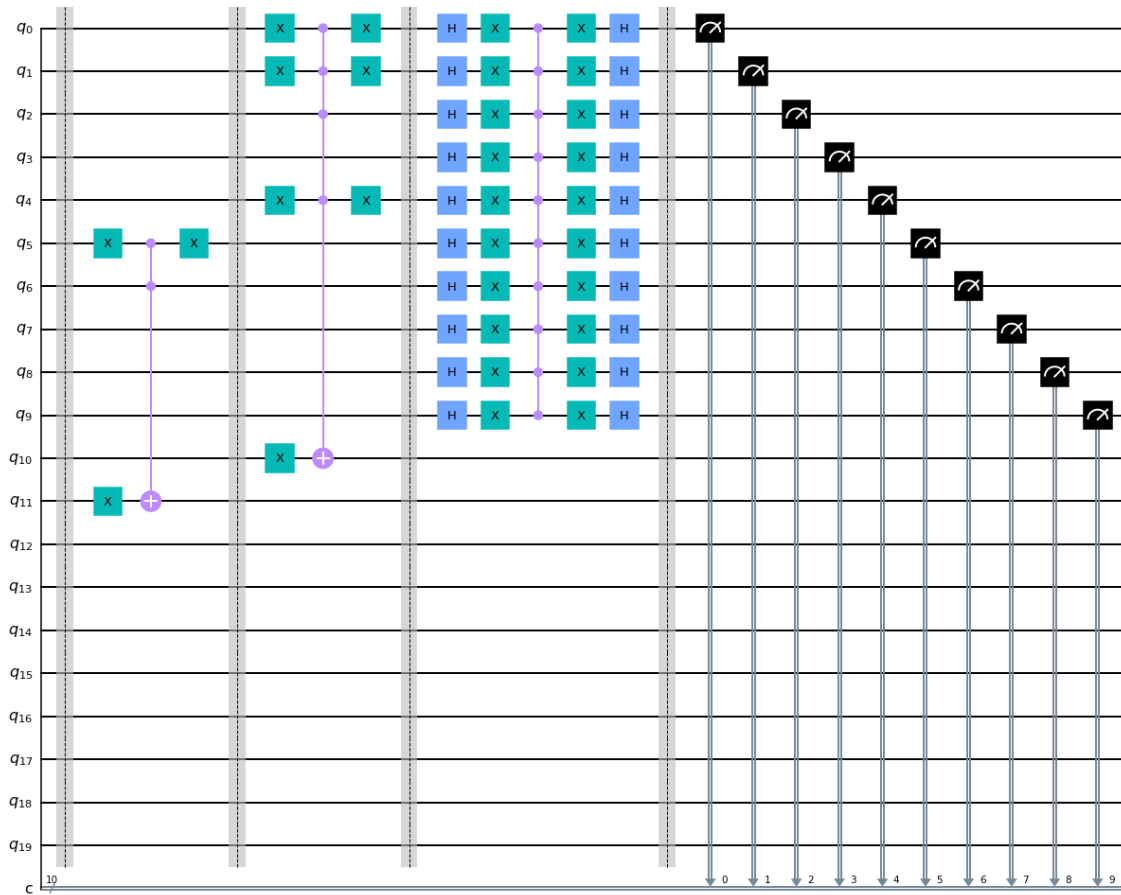 q0 X X H X X H
q1 X X H X X H
q2 H X X H
q3 H X X H
q4 X X H X X H
q5 X X H X X H
q6 H X X H
q7 H X X H
q8 H X X H
q9 H X X H
q10 X
q11 X
q12
q13
q14
q15
q16
q17
q18
q19
c 10 0 1 2 3 4 5 6 7 8 9